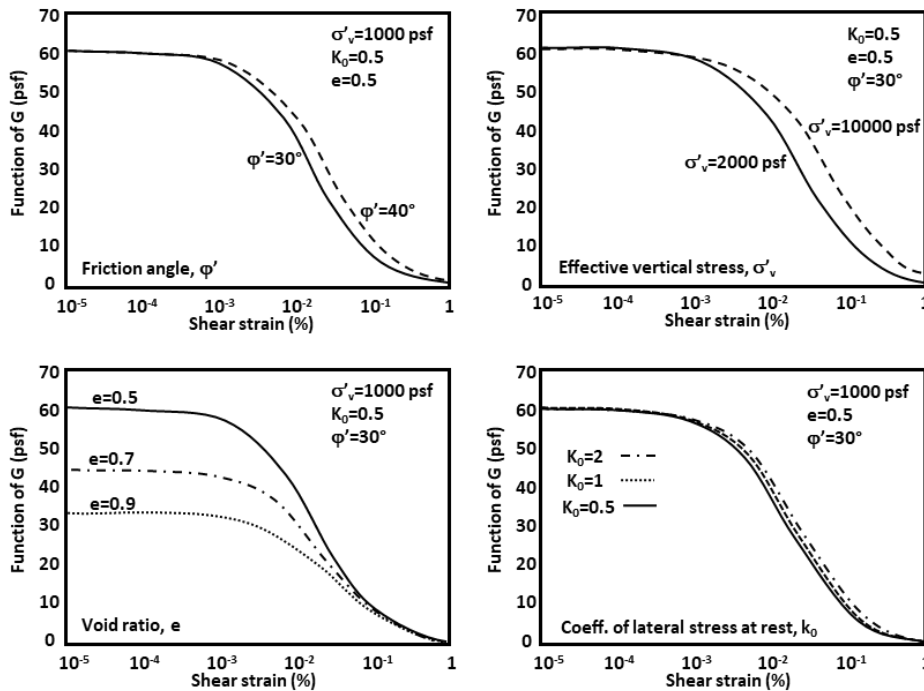 70
60
50
40
30
20
10
0
Function of G (psf)
σ'v=1000 psf
K₀=0.5
e=0.5
φ'=30°
φ'=40°
Friction angle, φ'
10⁻⁵ 10⁻⁴ 10⁻³ 10⁻² 10⁻¹ 1
Shear strain (%)
70
60
50
40
30
20
10
0
Function of G (psf)
K₀=0.5
e=0.5
φ'=30°
σ'v=10000 psf
σ'v=2000 psf
Effective vertical stress, σ'v
10⁻⁵ 10⁻⁴ 10⁻³ 10⁻² 10⁻¹ 1
Shear strain (%)
70
60
50
40
30
20
10
0
Function of G (psf)
e=0.5
e=0.7
e=0.9
σ'v=1000 psf
K₀=0.5
φ'=30°
Void ratio, e
10⁻⁵ 10⁻⁴ 10⁻³ 10⁻² 10⁻¹ 1
Shear strain (%)
70
60
50
40
30
20
10
0
Function of G (psf)
σ'v=1000 psf
e=0.5
φ'=30°
K₀=2
K₀=1
K₀=0.5
Coeff. of lateral stress at rest, k₀
10⁻⁵ 10⁻⁴ 10⁻³ 10⁻² 10⁻¹ 1
Shear strain (%)